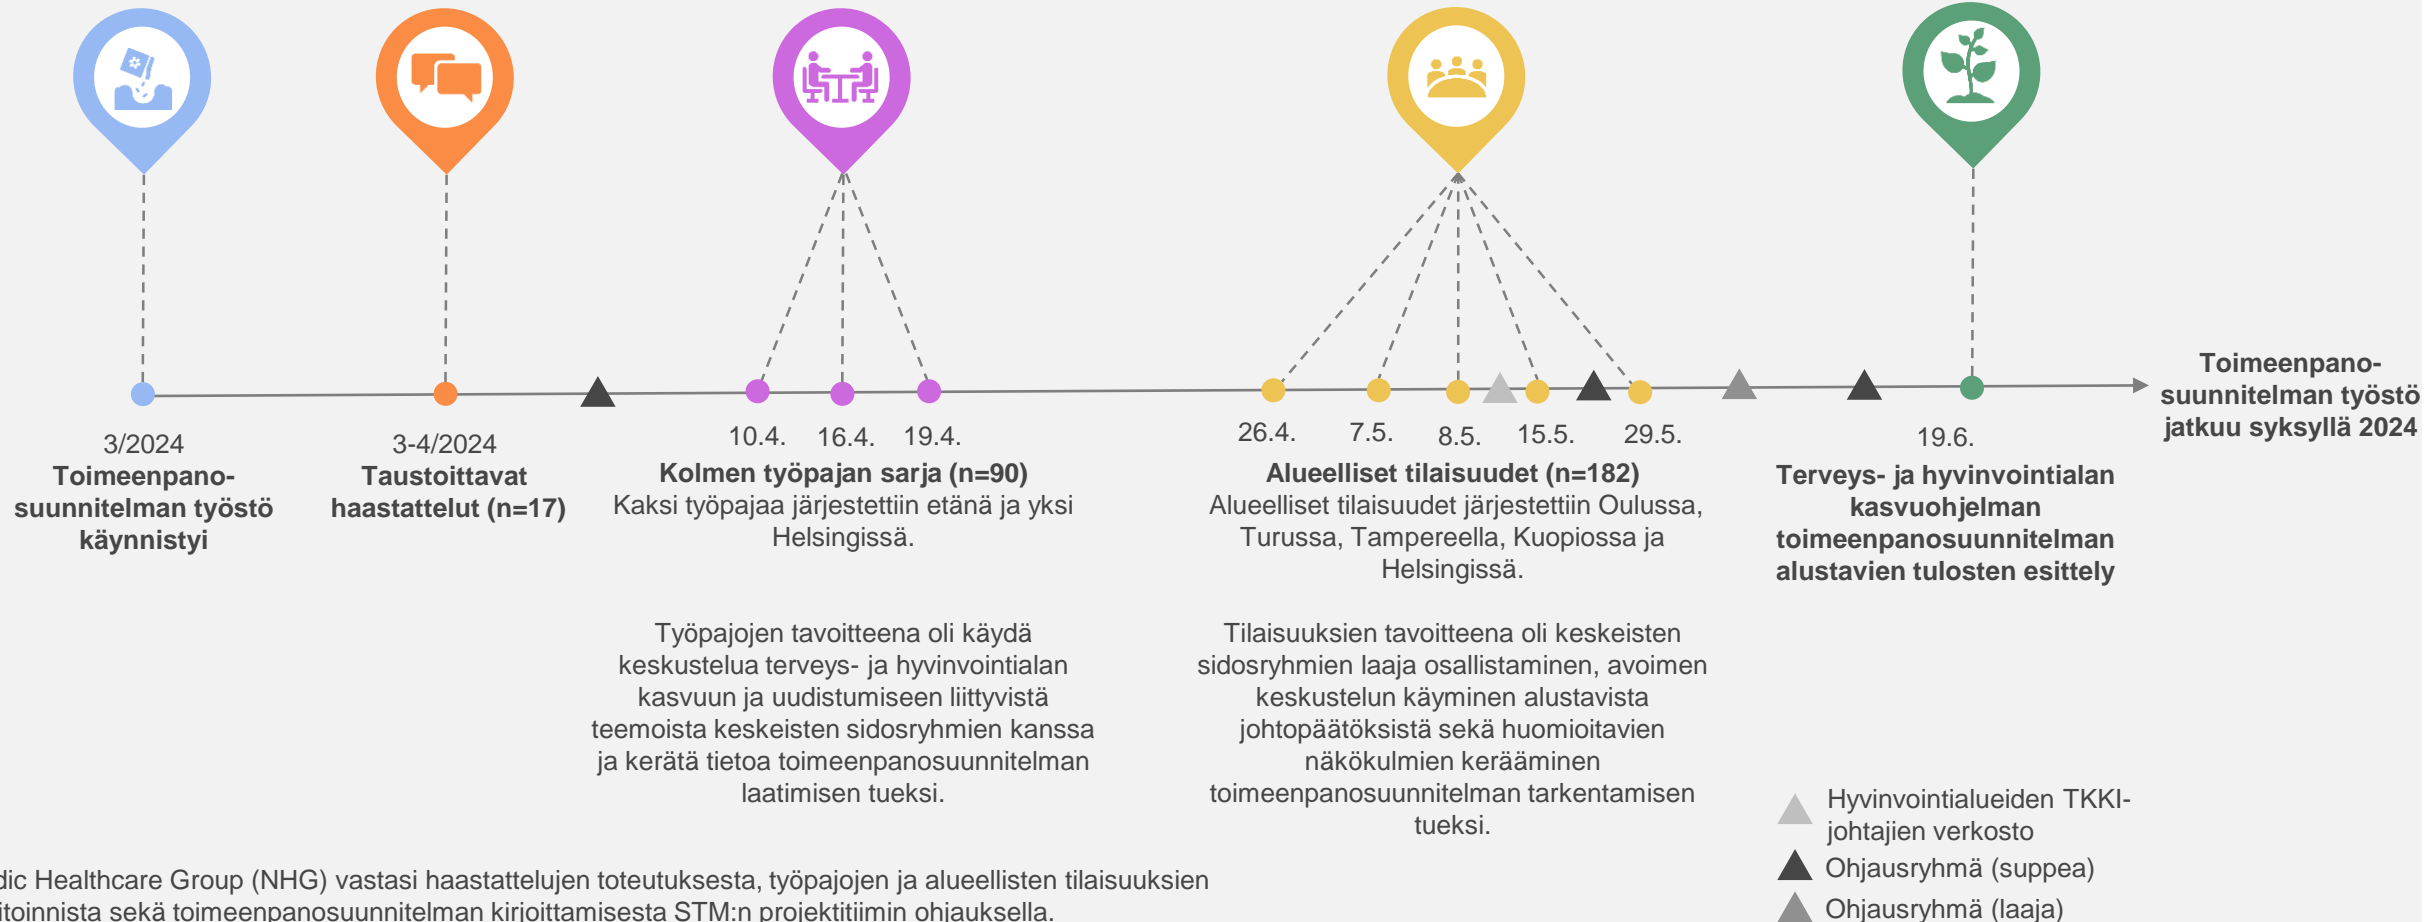 3/2024
Toimeenpano-
suunnitelman työstö
käynnistyi
3-4/2024
Taustoittavat
haastattelut (n=17)
10.4.
16.4.
19.4.
Kolmen työpajan sarja (n=90)
Kaksi työpajaa järjestettiin etänä ja yksi
Helsingissä.
Työpajojen tavoitteena oli käydä
keskustelua terveys- ja hyvinvointialan
kasvuun ja uudistumiseen liittyvistä
teemoista keskeisten sidosryhmien kanssa
ja kerätä tietoa toimeenpanosuunnitelman
laatimisen tueksi.
26.4.
7.5.
8.5.
15.5.
29.5.
Alueelliset tilaisuudet (n=182)
Alueelliset tilaisuudet järjestettiin Oulussa,
Turussa, Tampereella, Kuopiossa ja
Helsingissä.
Tilaisuuksien tavoitteena oli keskeisten
sidosryhmien laaja osallistaminen, avoimen
keskustelun käyminen alustavista
johtopäätöksistä sekä huomioitavien
näkökulmien kerääminen
toimeenpanosuunnitelman tarkentamisen
tueksi.
19.6.
Terveys- ja hyvinvointialan
kasvuohjelman
toimeenpanosuunnitelman
alustavien tulosten esittely
Toimeenpano-
suunnitelman työstö
jatkuu syksyllä 2024
Hyvinvointialueiden TKKI-
johtajien verkosto
Ohjausryhmä (suppea)
Ohjausryhmä (laaja)
dic Healthcare Group (NHG) vastasi haastattelujen toteutuksesta, työpajojen ja alueellisten tilaisuuksien
itoinnista sekä toimeenpanosuunnitelman kirjoittamisesta STM:n projektitiimin ohjauksella.